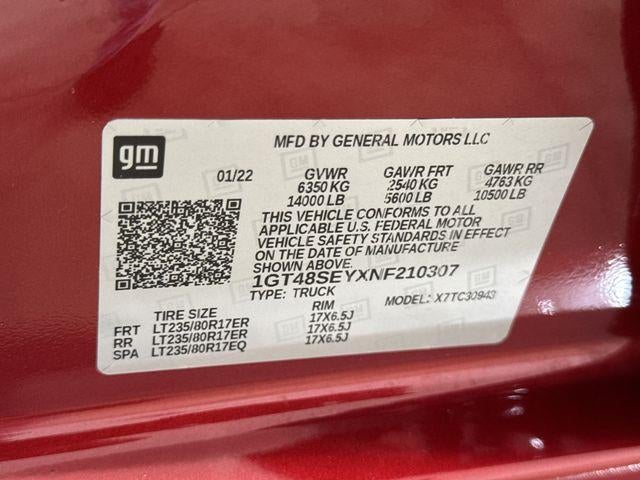 gm
MFD BY GENERAL MOTORS LLC
01/22 GVWR GAWR FRT GAWR RR
6350 KG 2540 KG 4763 KG
14000 LB 5600 LB 10500 LB
THIS VEHICLE CONFORMS TO ALL
APPLICABLE U.S. FEDERAL MOTOR
VEHICLE SAFETY STANDARDS IN EFFECT
ON THE DATE OF MANUFACTURE
SHOWN ABOVE.
1GT48SEYXNF210307
TYPE: TRUCK MODEL: X7TC30943
TIRE SIZE RIM
FRT LT235/80R17ER 17X6.5J
RR LT235/80R17ER 17X6.5J
SPA LT235/80R17EQ 17X6.5J